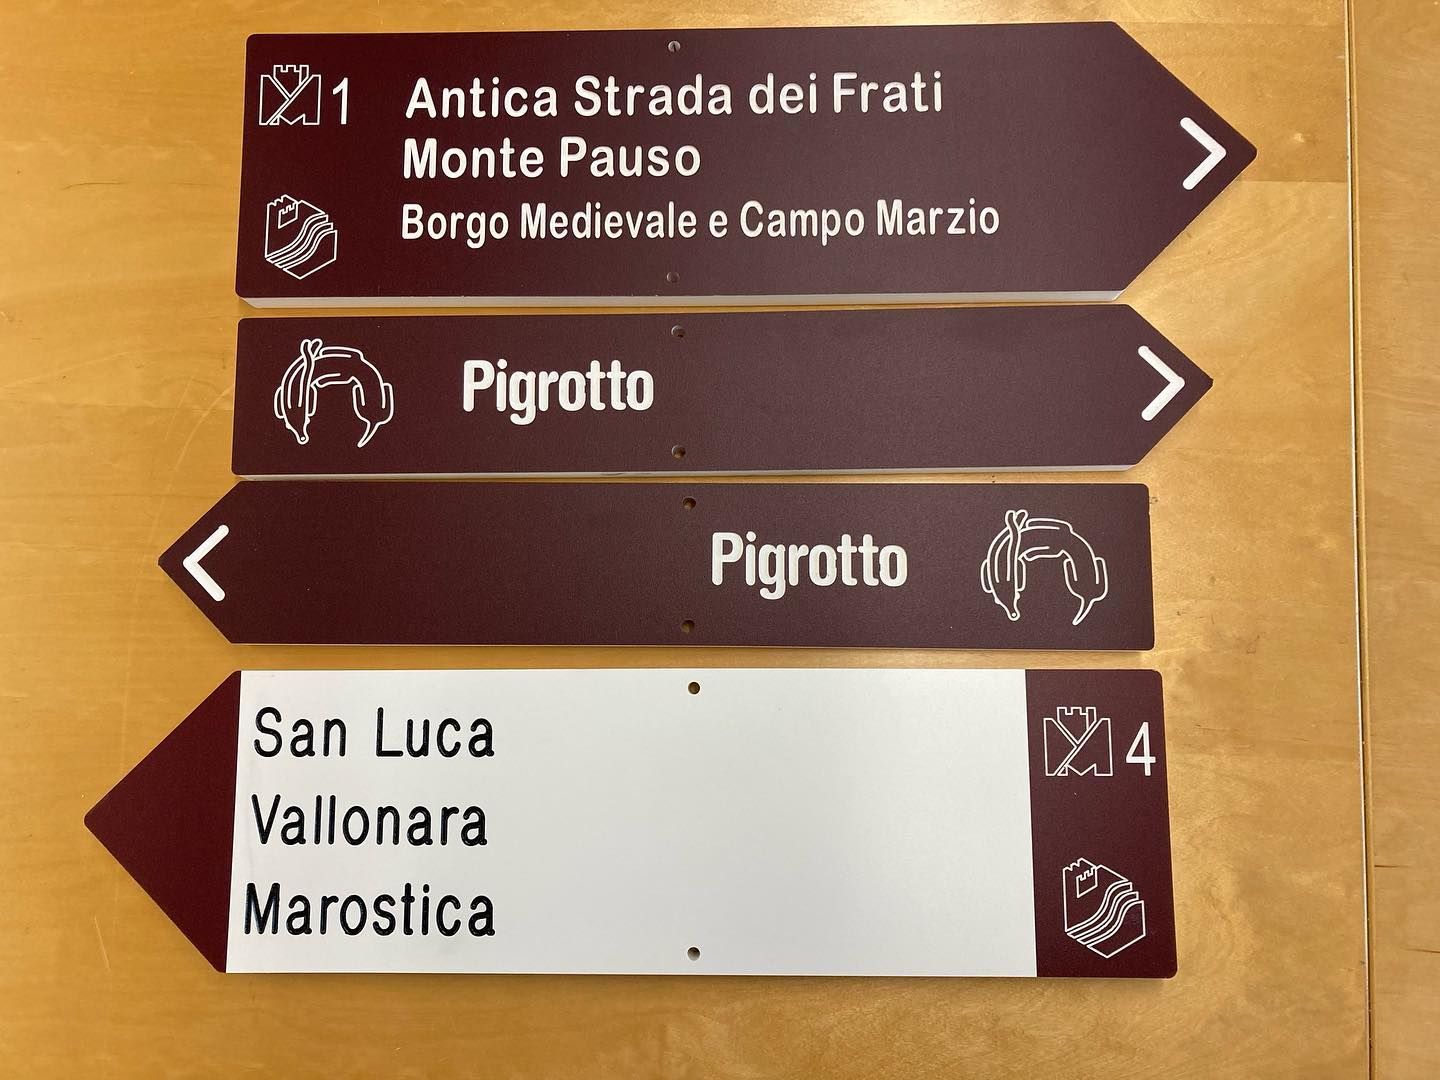 1
Antica Strada dei Frati
Monte Pauso
Borgo Medievale e Campo Marzio
Pigrotto
Pigrotto
San Luca
4
Vallonara
Marostica